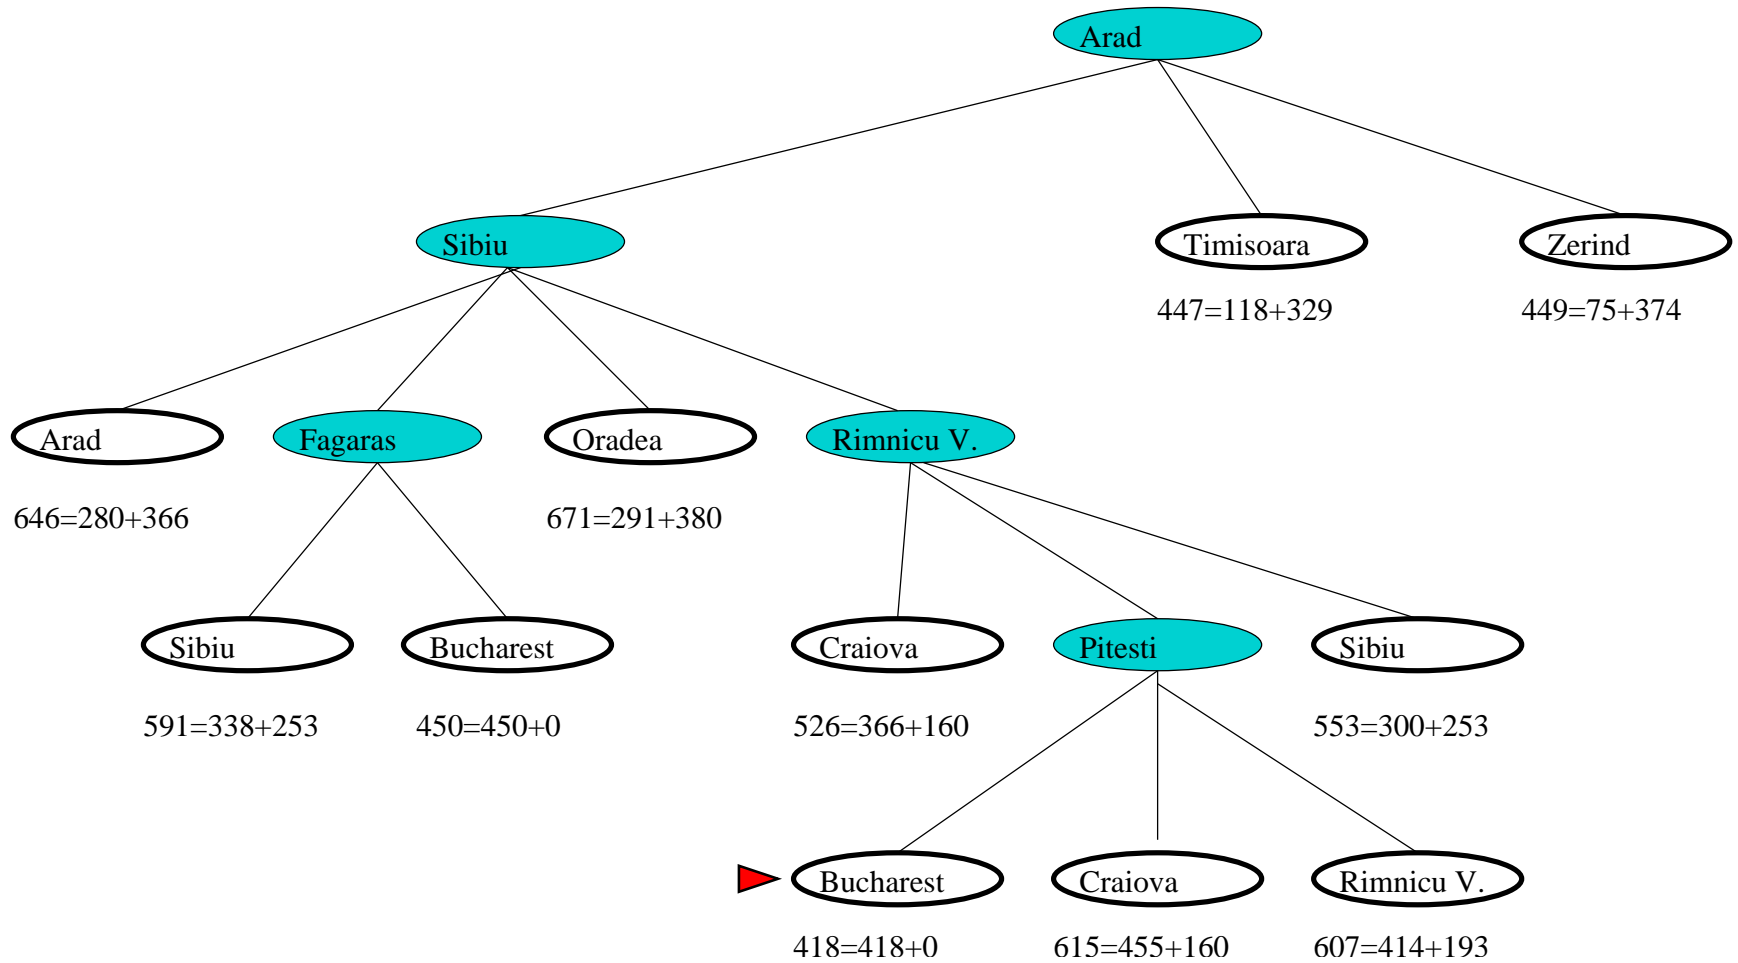 Arad
Sibiu Timisoara Zerind
447=118+329 449=75+374
Arad Fagaras Oradea Rimnicu V.
646=280+366 671=291+380
Sibiu Bucharest Craiova Pitesti Sibiu
591=338+253 450=450+0 526=366+160 553=300+253
Bucharest Craiova Rimnicu V.
418=418+0 615=455+160 607=414+193